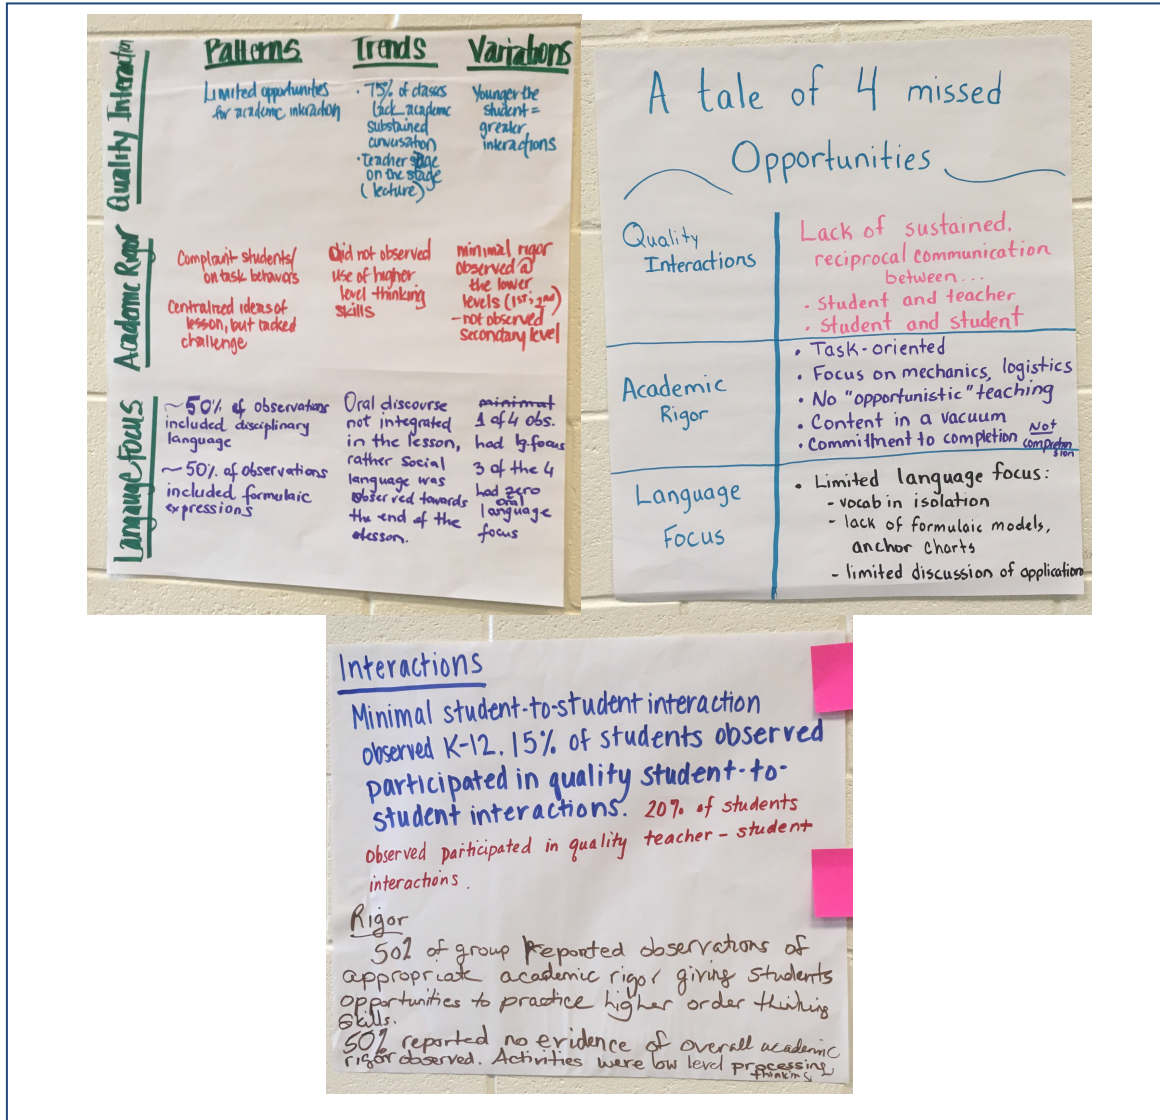 Patterns Trends Variations
Quality Interaction
Limited opportunities
for academic interaction
• 75% of classes
lack academic
substained
conversation
• Teacher sage
on the stage
(lecture)
Younger the
student =
greater
interactions
Academic Rigor
Complaint students/
on task behaviors
Centralized ideas of
lesson, but lacked
challenge
Did not observed
use of higher
level thinking
skills
minimal rigor
observed @
the lower
levels (1st, 2nd)
- not observed
Secondary level
Langauge Focus
~50% of observations
included disciplinary
language
~50% of observations
included formulaic
expressions
Oral discourse
not integrated
in the lesson,
rather social
language was
observed towards
the end of the
lesson.
minimal
1 of 4 obs.
had lg. focus
3 of the 4
had zero
oral
language
focus
A tale of 4 missed
Opportunities
Quality
Interactions
Lack of sustained,
reciprocal communication
between...
- student and teacher
• student and student
Academic
Rigor
• Task-oriented
• Focus on mechanics, logistics
• No "opportunistic" teaching
• Content in a vacuum
• Commitment to completion Not
comprehension
Language
Focus
• Limited language focus:
- vocab in isolation
- lack of formulaic models,
anchor charts
- limited discussion of application
Interactions
Minimal student-to-student interaction
observed K-12. 15% of students observed
participated in quality student-to-
student interactions. 20% of students
observed participated in quality teacher - student
interactions.
Rigor
50% of group reported observations of
appropriate academic rigor giving students
opportunities to practice higher order thinking
skills.
50% reported no evidence of overall academic
rigor observed. Activities were low level processing
thinking